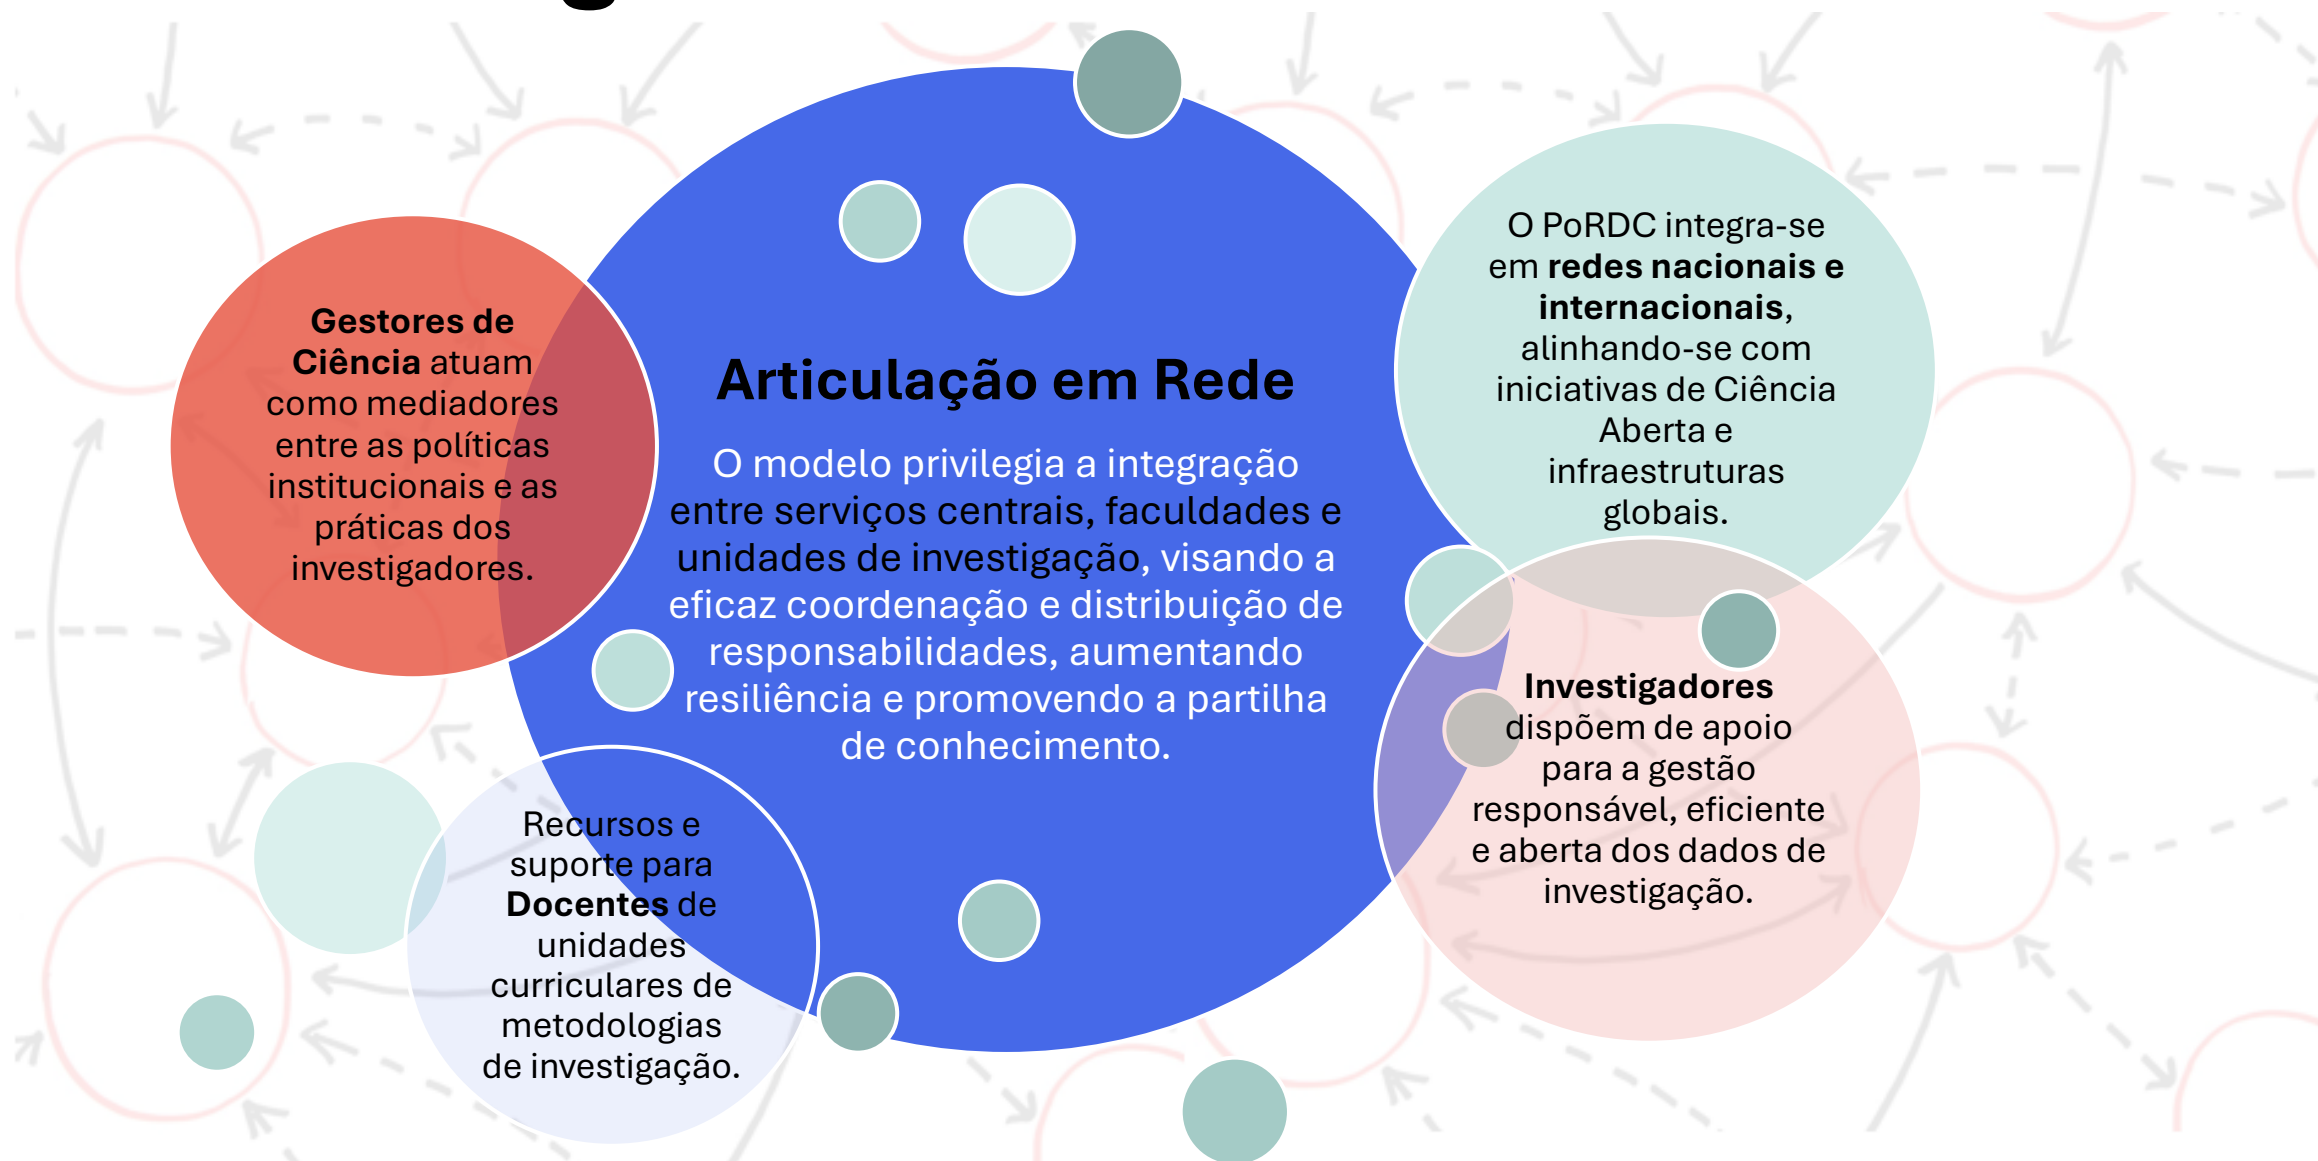 Gestores de
Ciência atuam
como mediadores
entre as políticas
institucionais e as
práticas dos
investigadores.
Articulação em Rede
O modelo privilegia a integração
entre serviços centrais, faculdades e
unidades de investigação, visando a
eficaz coordenação e distribuição de
responsabilidades, aumentando
resiliência e promovendo a partilha
de conhecimento.
O PoRDC integra-se
em redes nacionais e
internacionais,
alinhando-se com
iniciativas de Ciência
Aberta e
infraestruturas
globais.
Investigadores
dispõem de apoio
para a gestão
responsável, eficiente
e aberta dos dados de
investigação.
Recursos e
suporte para
Docentes de
unidades
curriculares de
metodologias
de investigação.